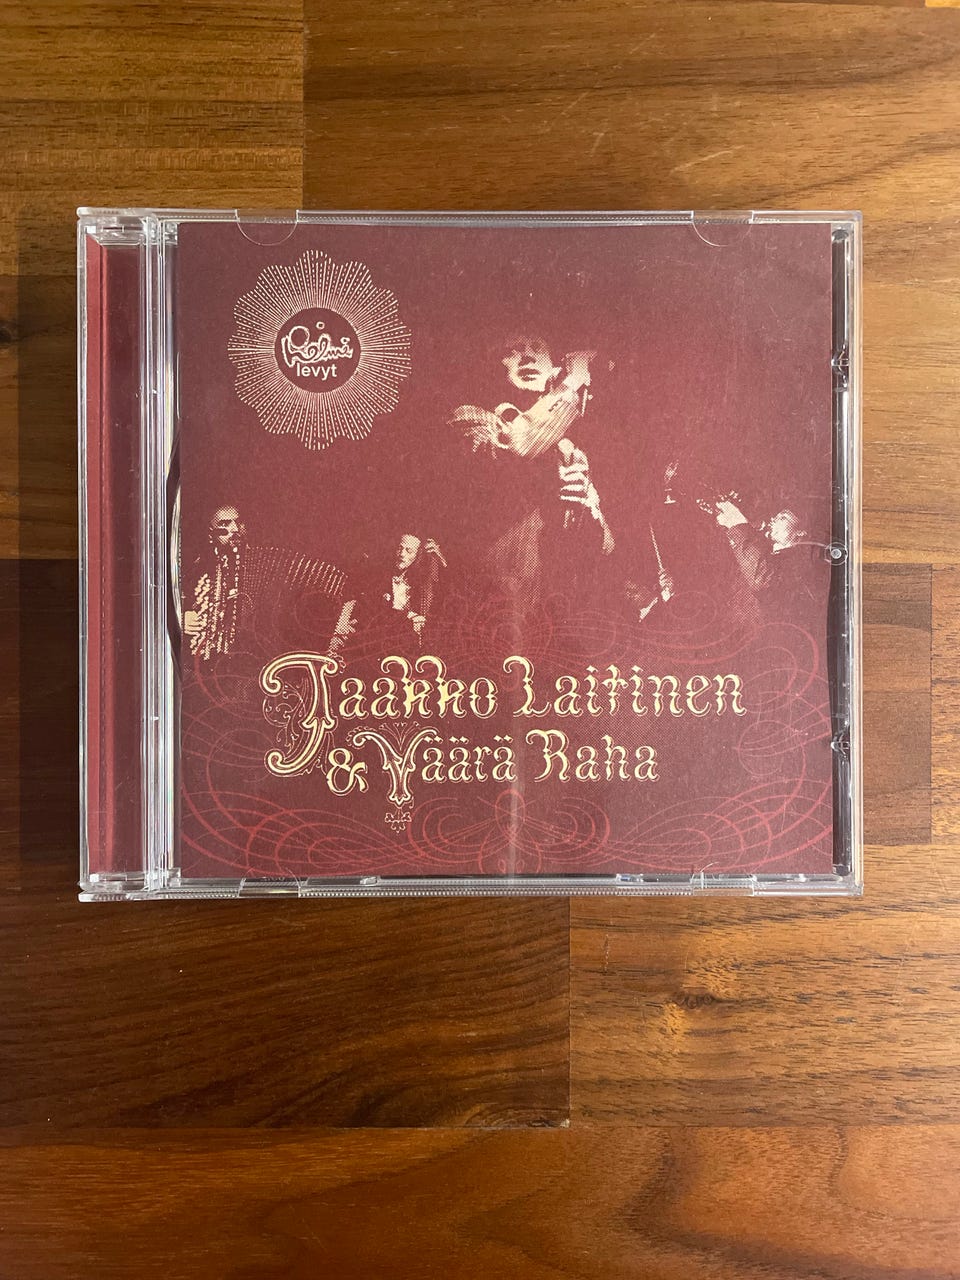 Helmi
levyt
Jaakko Laitinen
& Väärä Raha